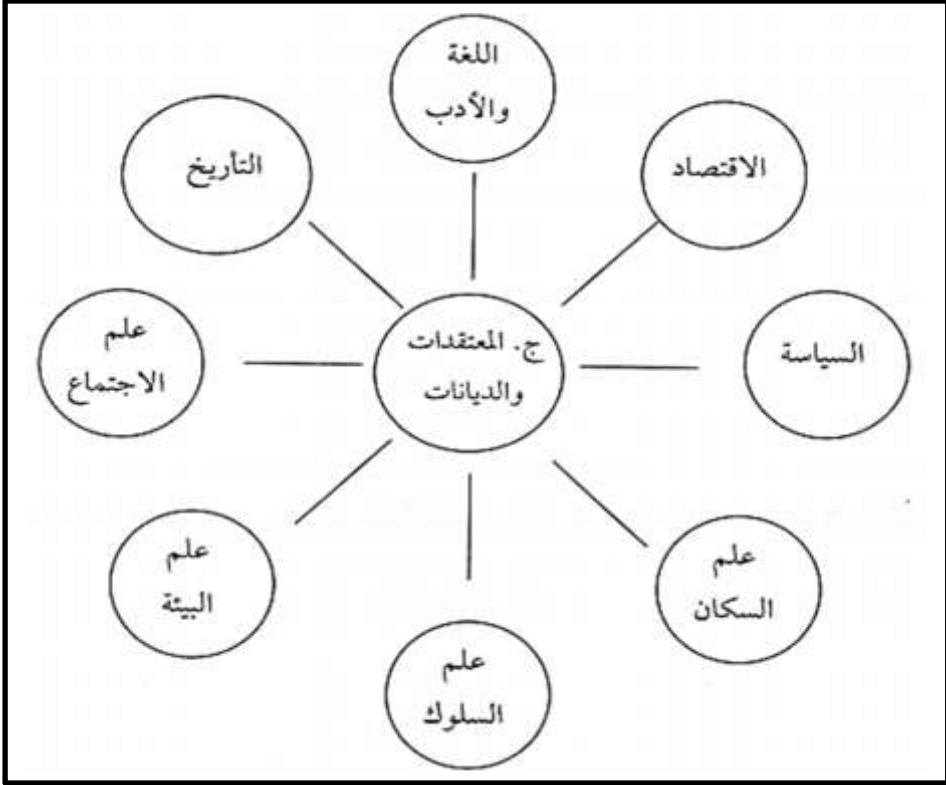 اللغة
والأدب
الاقتصاد
التأريخ
ج. المعتقدات
والديانات
السياسة
علم
الاجتماع
علم
السكان
علم
البيئة
علم
السلوك